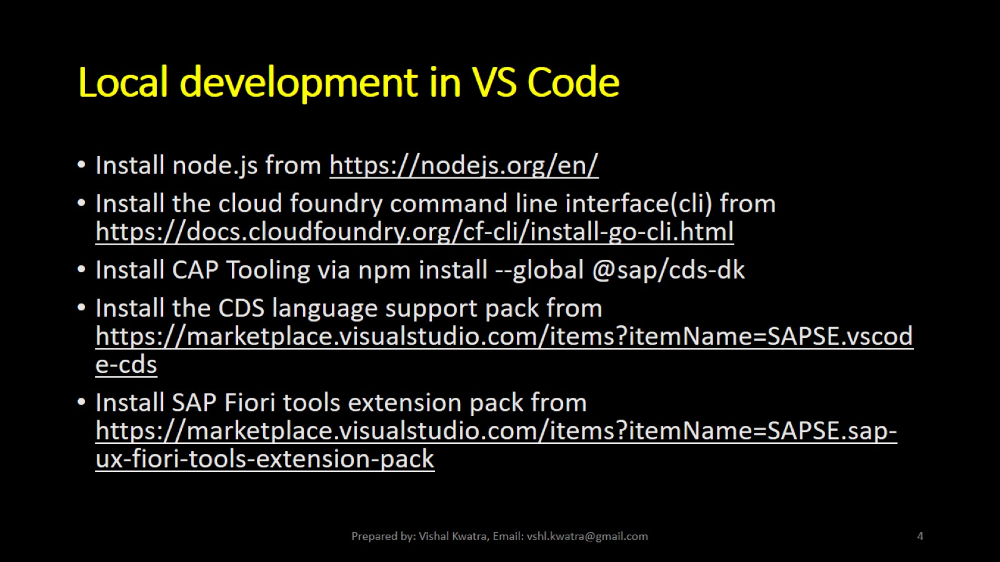 Local development in VS Code
• Install node.js from https://nodejs.org/en/
• Install the cloud foundry command line interface(cli) from
https://docs.cloudfoundry.org/cf-cli/install-go-cli.html
• Install CAP Tooling via npm install --global @sap/cds-dk
• Install the CDS language support pack from
https://marketplace.visualstudio.com/items?itemName=SAPSE.vscod
e-cds
• Install SAP Fiori tools extension pack from
https://marketplace.visualstudio.com/items?itemName=SAPSE.sap-
ux-fiori-tools-extension-pack
Prepared by: Vishal Kwatra, Email: vshl.kwatra@gmail.com
4